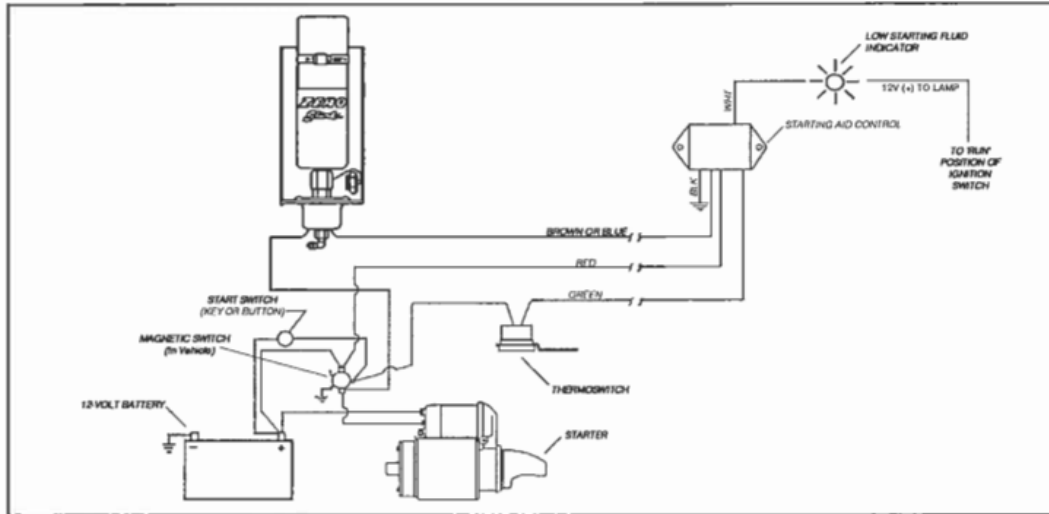 LOW STARTING FLUID
INDICATOR
WHT
12V (+) TO LAMP
STARTING AID CONTROL
TO 'RUN'
POSITION OF
IGNITION
SWITCH
BLK
BROWN OR BLUE
RED
GREEN
START SWITCH
(KEY OR BUTTON)
MAGNETIC SWITCH
(In Vehicle)
THERMOSWITCH
12-VOLT BATTERY
STARTER
- +